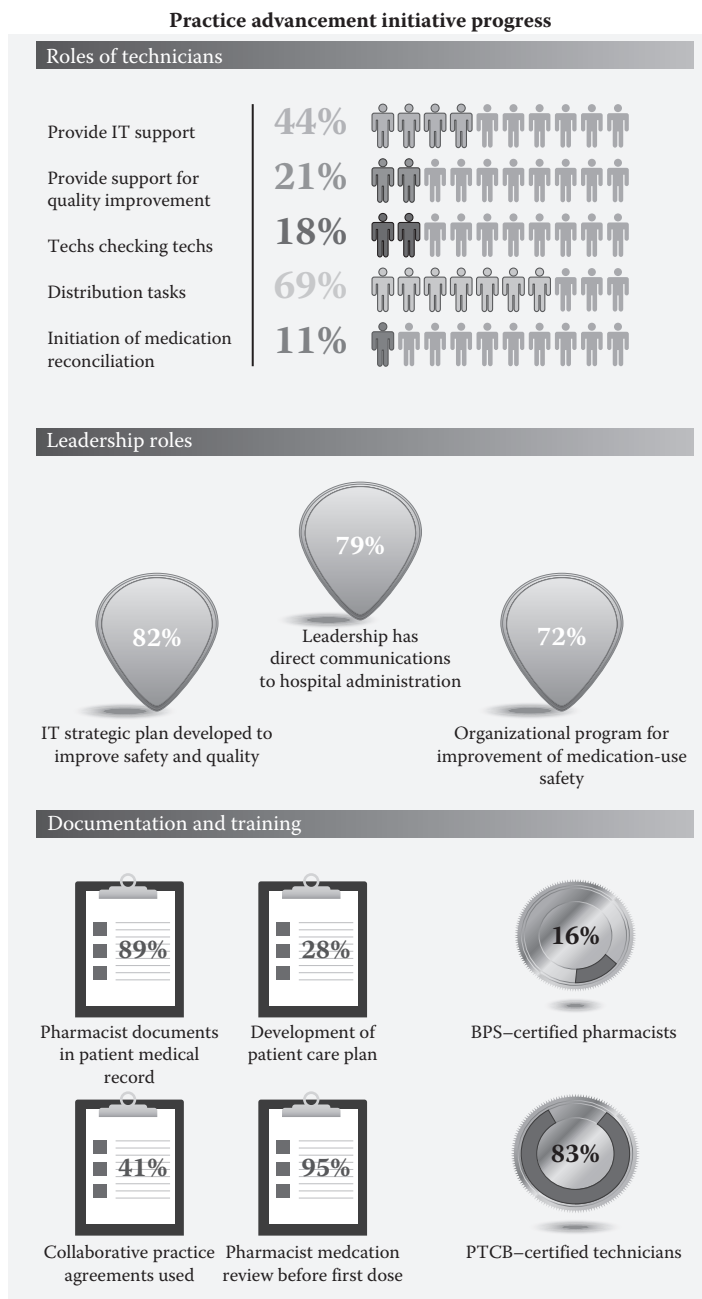 Practice advancement initiative progress
Roles of technicians
Provide IT support
44%
Provide support for
quality improvement
21%
Techs checking techs
18%
Distribution tasks
69%
Initiation of medication
reconciliation
11%
Leadership roles
79%
Leadership has
direct communications
to hospital administration
82%
IT strategic plan developed to
improve safety and quality
72%
Organizational program for
improvement of medication-use
safety
Documentation and training
89%
Pharmacist documents
in patient medical
record
28%
Development of
patient care plan
16%
BPS–certified pharmacists
41%
Collaborative practice
agreements used
95%
Pharmacist medcation
review before first dose
83%
PTCB–certified technicians